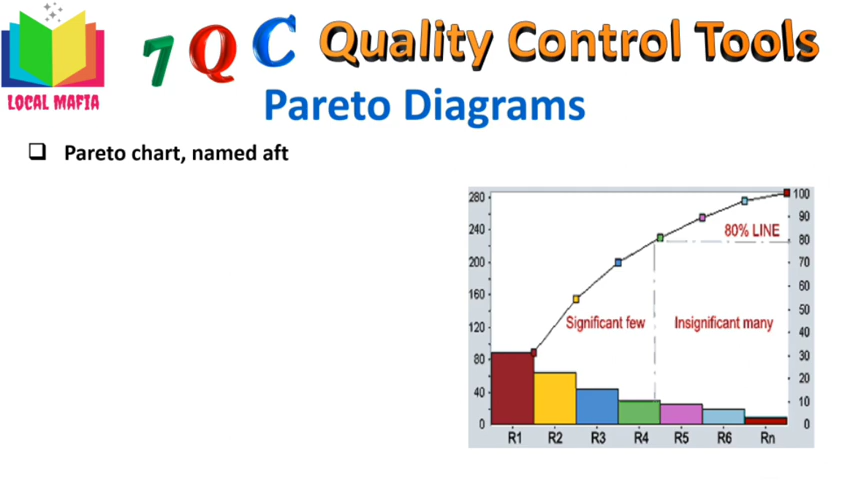 LOCAL MAFIA
7 QC Quality Control Tools
Pareto Diagrams
Pareto chart, named aft
280
240
200
160
120
80
40
0
100
90
80
70
60
50
40
30
20
10
0
80% LINE
Significant few
Insignificant many
R1 R2 R3 R4 R5 R6 Rn